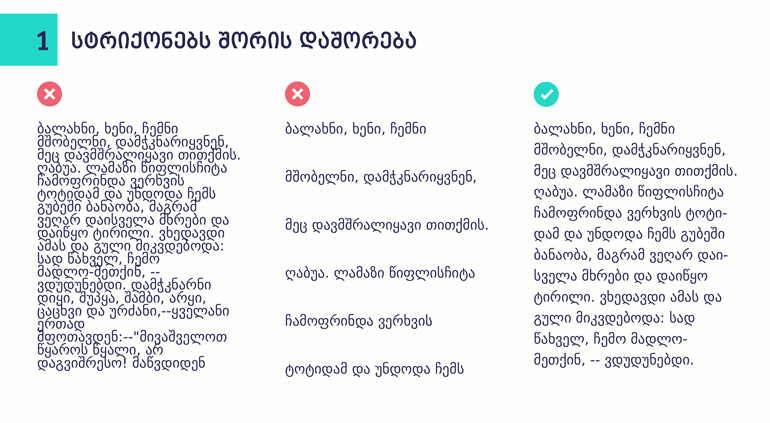 1 სტრიქონებს შორის დაშორება
ბალახნი, ხენი, ჩემნი
მშობელნი, დამჭკნარიყვნენ,
მეც დავმშრალიყავი თითქმის.
ღაბუა. ლამაზი წიფლისჩიტა
ჩამოფრინდა ვერხვის
ტოტიდამ და უნდოდა ჩემს
გუბეში ბანაობა, მაგრამ
ვეღარ დაისველა მხრები და
დაიწყო ტირილი. ვხედავდი
ამას და გული მიკვდებოდა:
სად წახველ, ჩემო
მადლო-მეთქინ, --
ვდუდუნებდი. დამჭკნარნი
დიყი, შუპყა, შამბი, არყი,
ცაცხვი და ურძანი,--ყველანი
ერთად
შფოთავდენ:--"მივაშველოთ
წყაროს წყალი, არ
დაგვიშრესო! მაწვდიდენ
ბალახნი, ხენი, ჩემნი
მშობელნი, დამჭკნარიყვნენ,
მეც დავმშრალიყავი თითქმის.
ღაბუა. ლამაზი წიფლისჩიტა
ჩამოფრინდა ვერხვის
ტოტიდამ და უნდოდა ჩემს
ბალახნი, ხენი, ჩემნი
მშობელნი, დამჭკნარიყვნენ,
მეც დავმშრალიყავი თითქმის.
ღაბუა. ლამაზი წიფლისჩიტა
ჩამოფრინდა ვერხვის ტოტი-
დამ და უნდოდა ჩემს გუბეში
ბანაობა, მაგრამ ვეღარ დაი-
სველა მხრები და დაიწყო
ტირილი. ვხედავდი ამას და
გული მიკვდებოდა: სად
წახველ, ჩემო მადლო-
მეთქინ, -- ვდუდუნებდი.